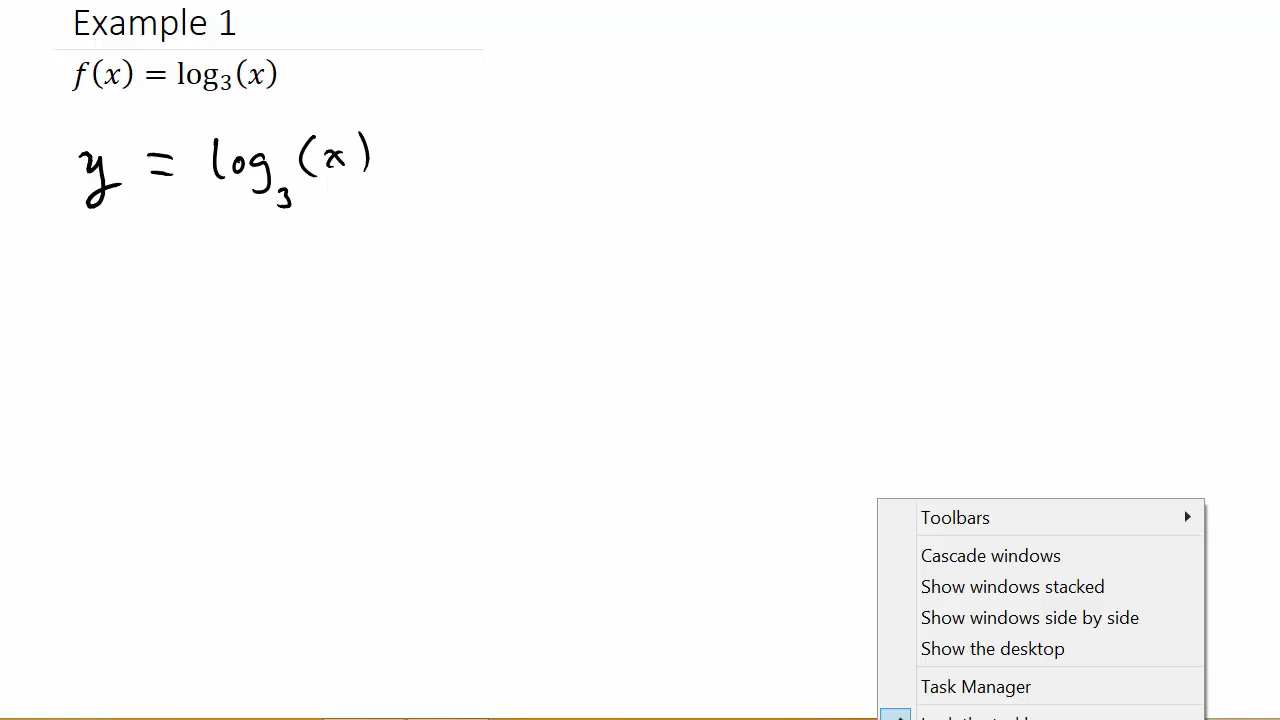 Example 1
f(x) = log₃(x)
y = log₃(x)
Toolbars
Cascade windows
Show windows stacked
Show windows side by side
Show the desktop
Task Manager